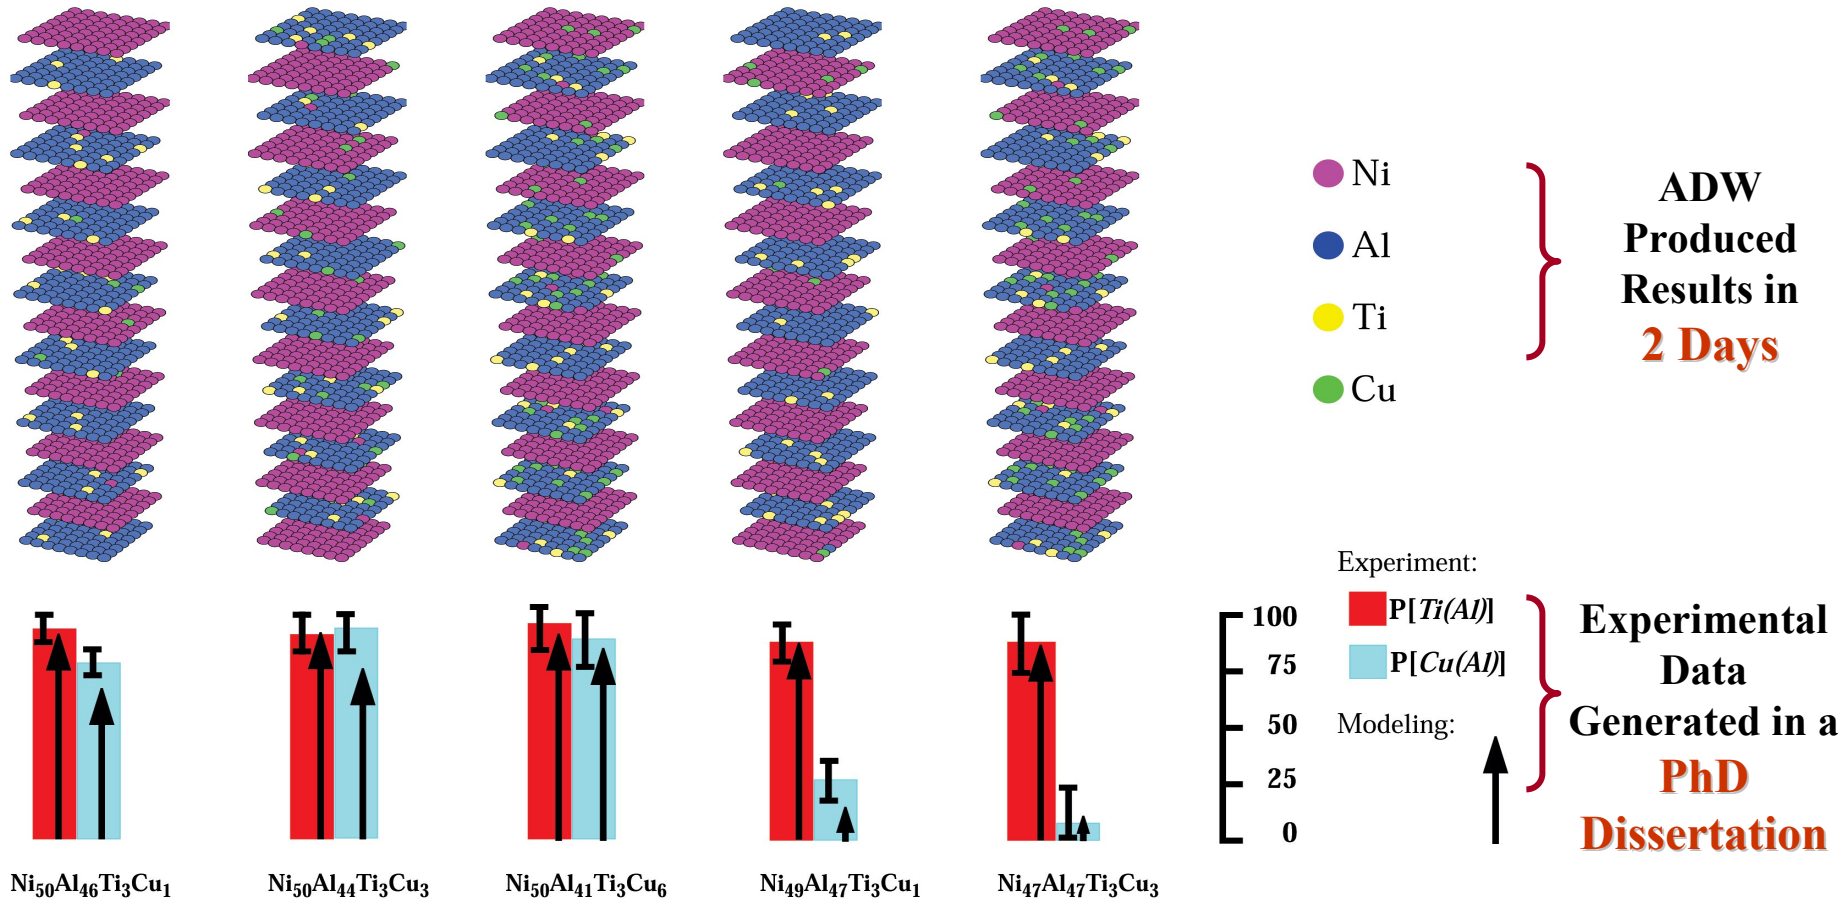 Ni
Al
Ti
Cu
ADW
Produced
Results in
2 Days
Experiment:
P[Ti(Al)]
P[Cu(Al)]
Modeling:
100
75
50
25
0
Experimental
Data
Generated in a
PhD
Dissertation
Ni₅₀Al₄₆Ti₃Cu₁
Ni₅₀Al₄₄Ti₃Cu₃
Ni₅₀Al₄₁Ti₃Cu₆
Ni₄₉Al₄₇Ti₃Cu₁
Ni₄₇Al₄₇Ti₃Cu₃